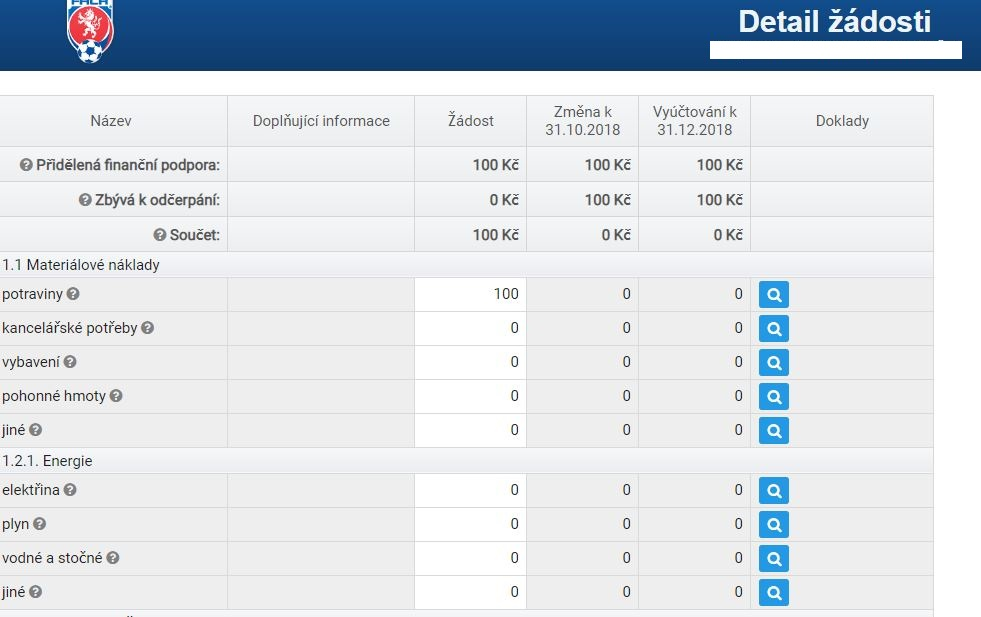 FAČR
Detail žádosti
Název Doplňující informace Žádost Změna k 31.10.2018 Vyúčtování k 31.12.2018 Doklady
Přidělená finanční podpora: 100 Kč 100 Kč 100 Kč
Zbývá k odčerpání: 0 Kč 100 Kč 100 Kč
Součet: 100 Kč 0 Kč 0 Kč
1.1 Materiálové náklady
potraviny 100 0 0
kancelářské potřeby 0 0 0
vybavení 0 0 0
pohonné hmoty 0 0 0
jiné 0 0 0
1.2.1. Energie
elektřina 0 0 0
plyn 0 0 0
vodné a stočné 0 0 0
jiné 0 0 0